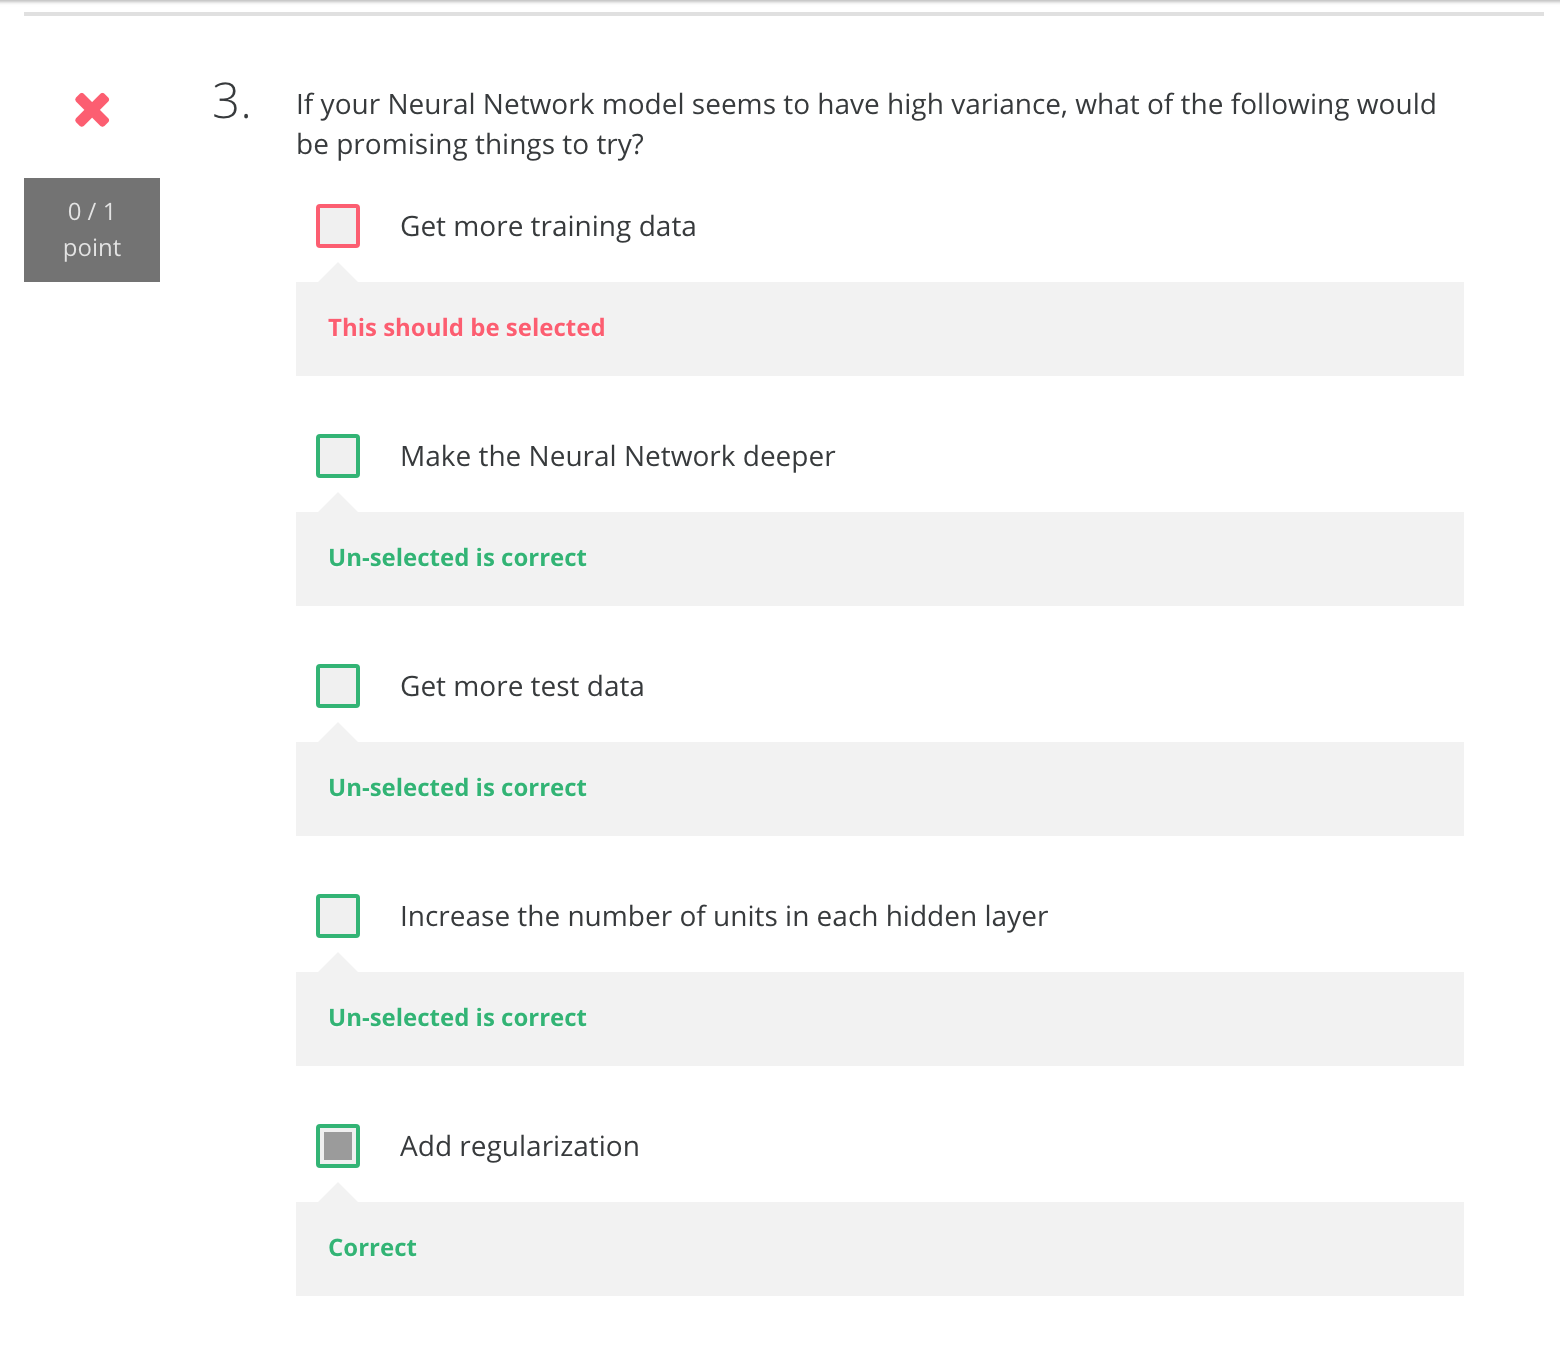 3.
If your Neural Network model seems to have high variance, what of the following would
be promising things to try?
0 / 1
point
Get more training data
This should be selected
Make the Neural Network deeper
Un-selected is correct
Get more test data
Un-selected is correct
Increase the number of units in each hidden layer
Un-selected is correct
Add regularization
Correct